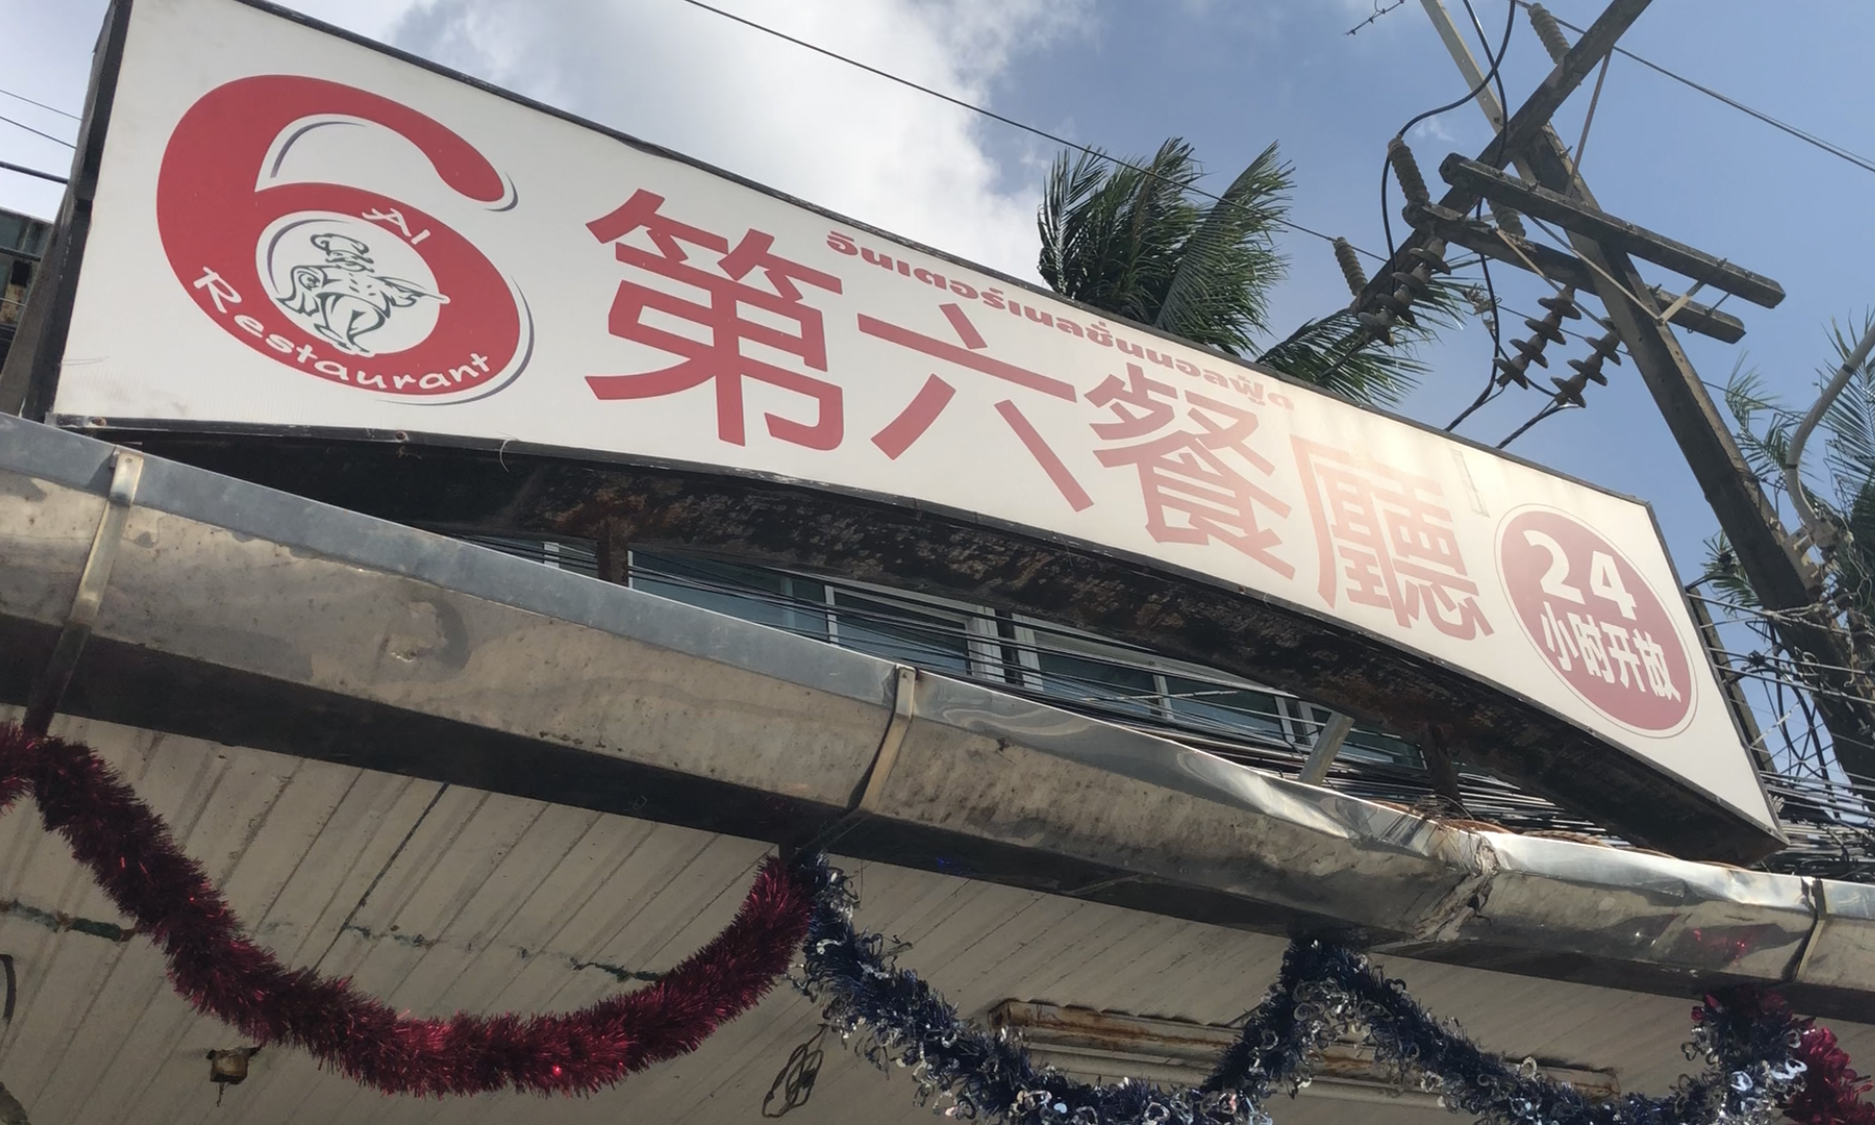 6
AI
Restaurant
อินเตอร์เนลชั่นนอลฟู้ด
第六餐廳
24
小时开放